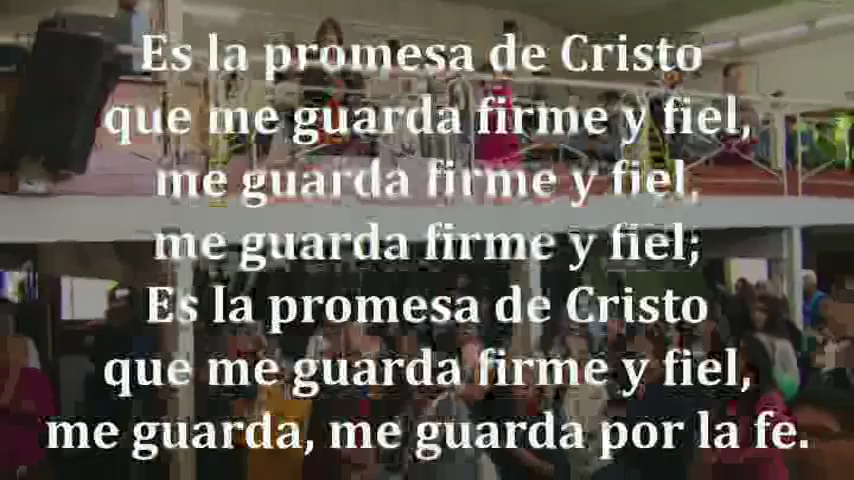 Es la promesa de Cristo
que me guarda firme y fiel,
me guarda firme y fiel,
me guarda firme y fiel;
Es la promesa de Cristo
que me guarda firme y fiel,
me guarda, me guarda por la fe.